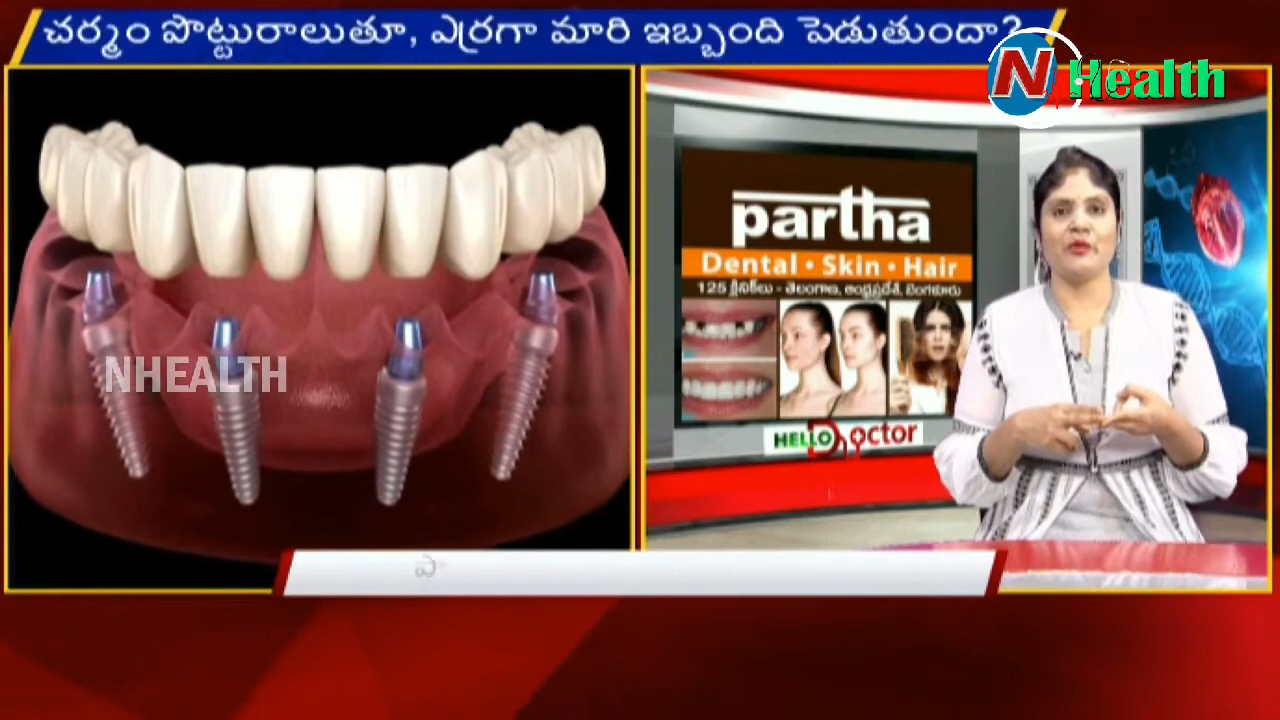 చర్మం పొట్టురాలుతూ, ఎర్రగా మారి ఇబ్బంది పెడుతుందా?
N Health
partha
Dental • Skin • Hair
125 క్లినిక్‌లు - తెలంగాణ, ఆంధ్రప్రదేశ్, బెంగళూరు
NHEALTH
HELLO Doctor